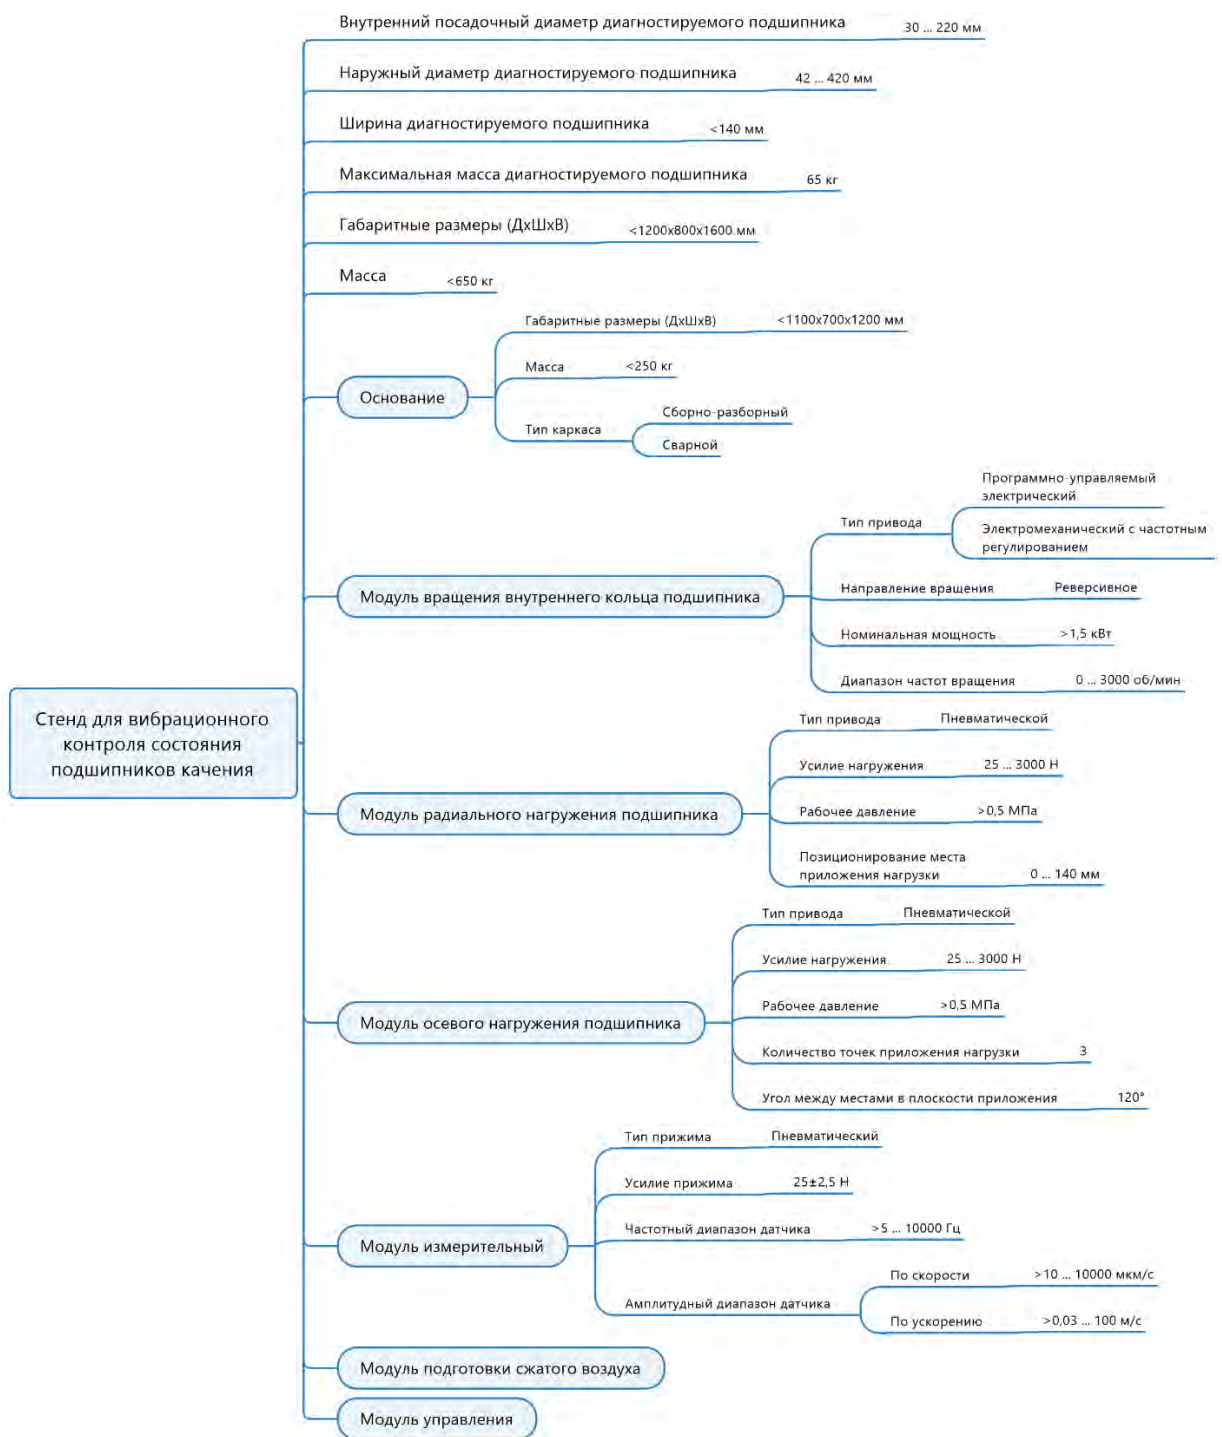 Внутренний посадочный диаметр диагностируемого подшипника
30 ... 220 мм
Наружный диаметр диагностируемого подшипника
42 ... 420 мм
Ширина диагностируемого подшипника
<140 мм
Максимальная масса диагностируемого подшипника
65 кг
Габаритные размеры (ДхШхВ)
<1200х800х1600 мм
Масса
<650 кг
Габаритные размеры (ДхШхВ)
<1100х700х1200 мм
Масса
<250 кг
Основание
Тип каркаса
Сборно-разборный
Сварной
Программно-управляемый
электрический
Тип привода
Электромеханический с частотным
регулированием
Модуль вращения внутреннего кольца подшипника
Направление вращения
Реверсивное
Номинальная мощность
>1,5 кВт
Диапазон частот вращения
0 ... 3000 об/мин
Стенд для вибрационного
контроля состояния
подшипников качения
Тип привода
Пневматической
Усилие нагружения
25 ... 3000 Н
Модуль радиального нагружения подшипника
Рабочее давление
>0,5 МПа
Позиционирование места
приложения нагрузки
0 ... 140 мм
Тип привода
Пневматической
Усилие нагружения
25 ... 3000 Н
Рабочее давление
>0,5 МПа
Модуль осевого нагружения подшипника
Количество точек приложения нагрузки
3
Угол между местами в плоскости приложения
120°
Тип прижима
Пневматический
Усилие прижима
25±2,5 Н
Частотный диапазон датчика
>5 ... 10000 Гц
Модуль измерительный
Амплитудный диапазон датчика
По скорости
>10 ... 10000 мкм/с
По ускорению
>0,03 ... 100 м/с
Модуль подготовки сжатого воздуха
Модуль управления